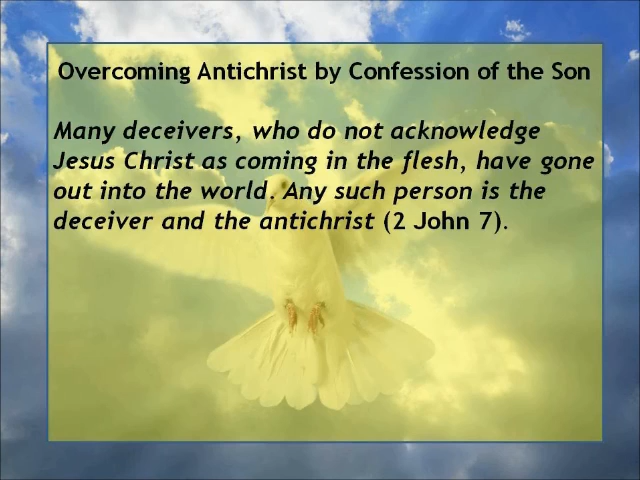 Overcoming Antichrist by Confession of the Son
Many deceivers, who do not acknowledge
Jesus Christ as coming in the flesh, have gone
out into the world. Any such person is the
deceiver and the antichrist (2 John 7).